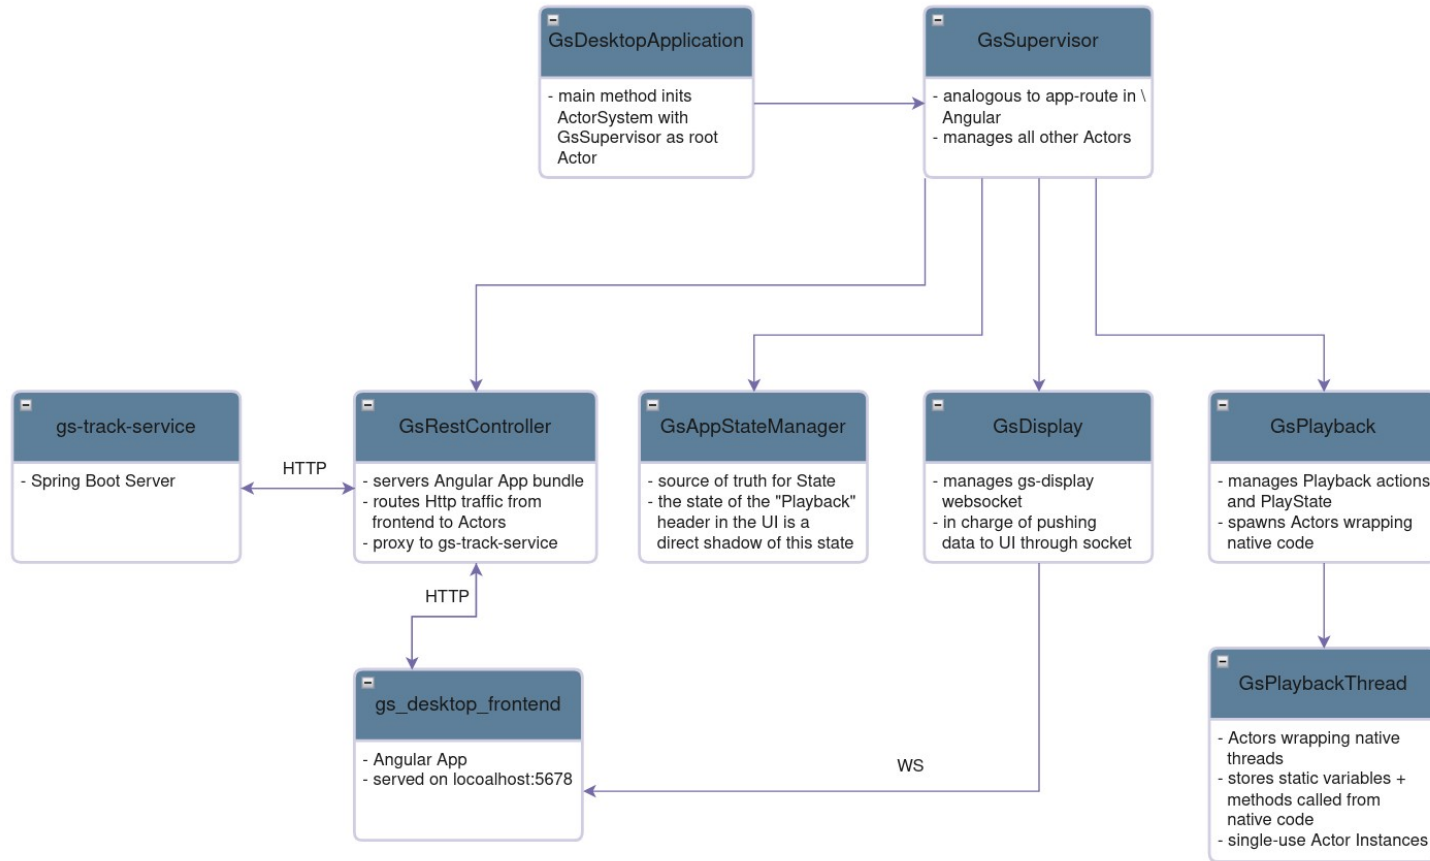 GsDesktopApplication
- main method inits
ActorSystem with
GsSupervisor as root
Actor
GsSupervisor
- analogous to app-route in \
Angular
- manages all other Actors
gs-track-service
- Spring Boot Server
HTTP
GsRestController
- servers Angular App bundle
- routes Http traffic from
frontend to Actors
- proxy to gs-track-service
GsAppStateManager
- source of truth for State
- the state of the "Playback"
header in the UI is a
direct shadow of this state
GsDisplay
- manages gs-display
websocket
- in charge of pushing
data to UI through socket
GsPlayback
- manages Playback actions
and PlayState
- spawns Actors wrapping
native code
HTTP
gs_desktop_frontend
- Angular App
- served on locoalhost:5678
WS
GsPlaybackThread
- Actors wrapping native
threads
- stores static variables +
methods called from
native code
- single-use Actor Instances